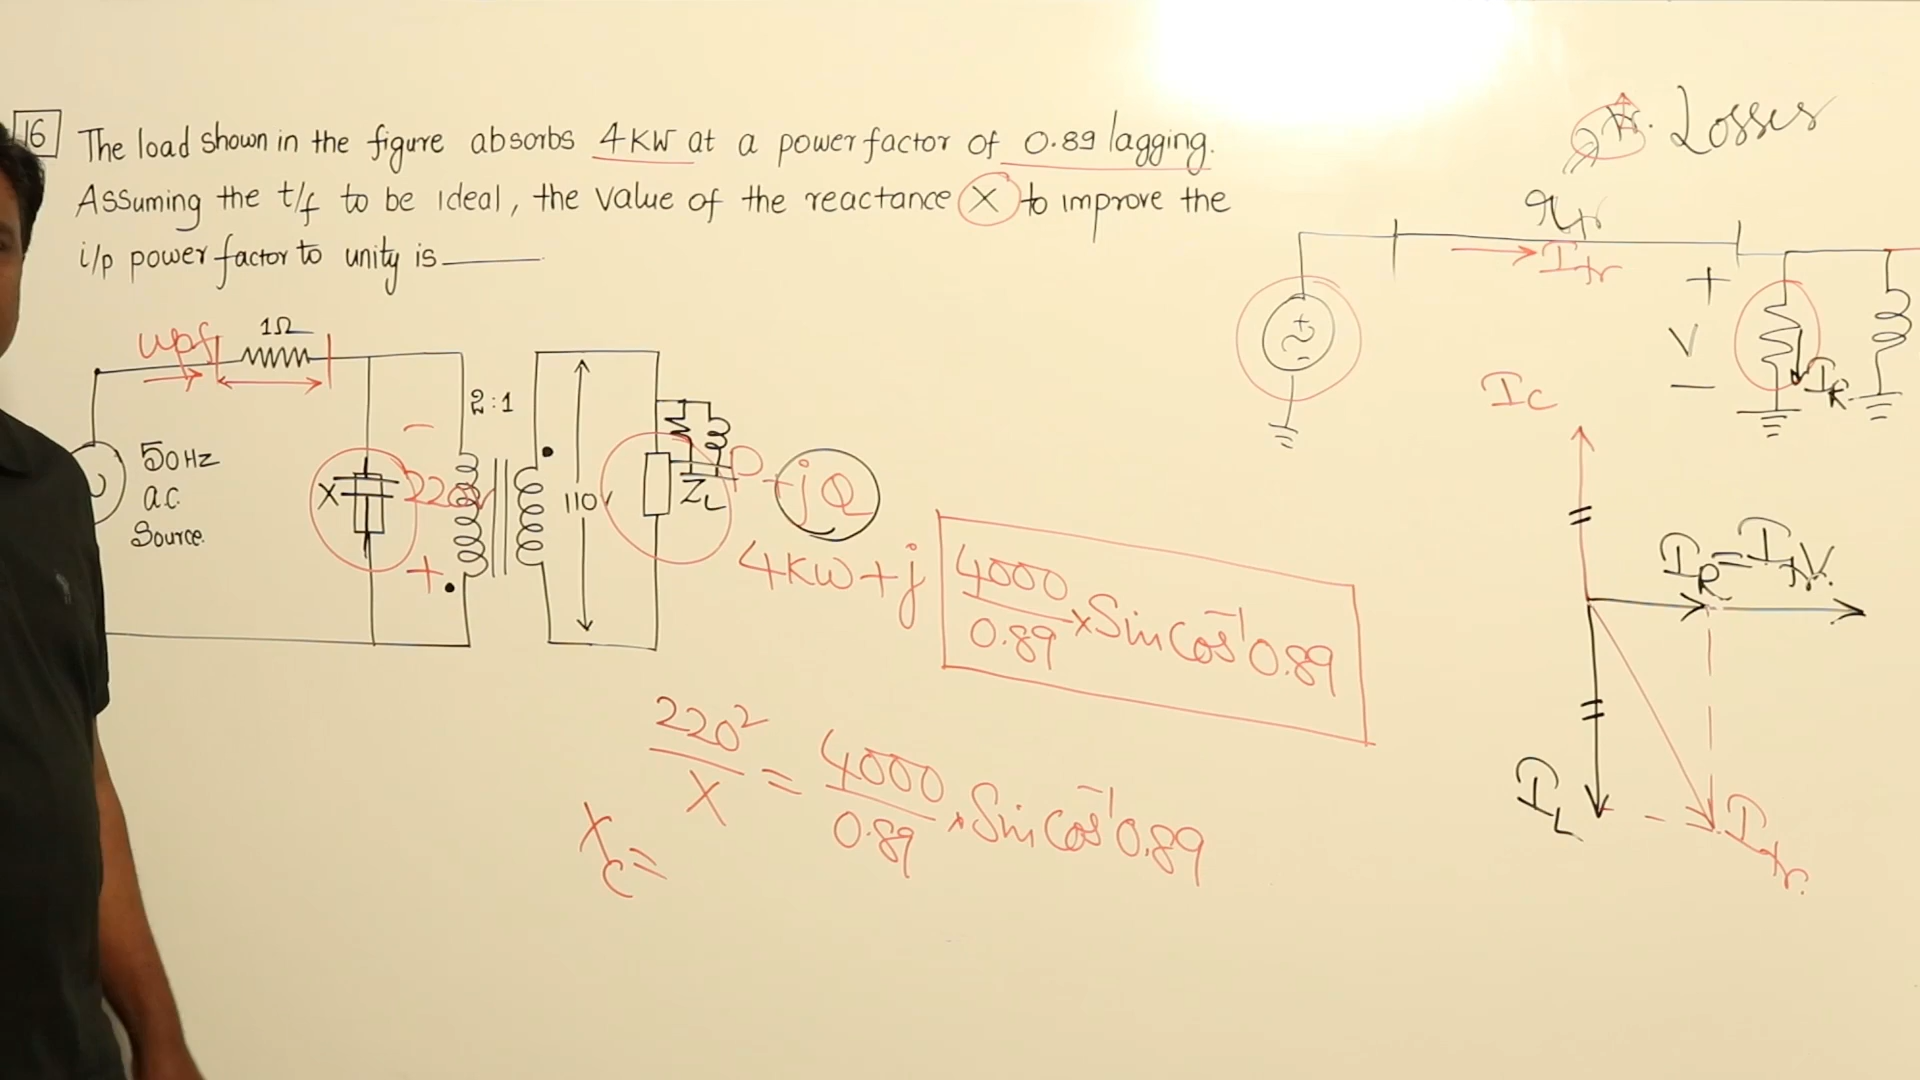 16 The load shown in the figure absorbs 4KW at a power factor of 0.89 lagging.
Assuming the t/f to be ideal, the value of the reactance X to improve the
i/p power factor to unity is
upf
1Ω
2:1
50Hz
a.c.
Source.
X
-
220v
+
110V
ZL
P+jQ
4KW+j 4000/0.89 × Sin Cos⁻¹ 0.89
220²/X = 4000/0.89 × Sin Cos⁻¹ 0.89
Xc =
Losses
Itr
+
V
-
IR
Ic
IR = Itr
V.
IL
Itr.